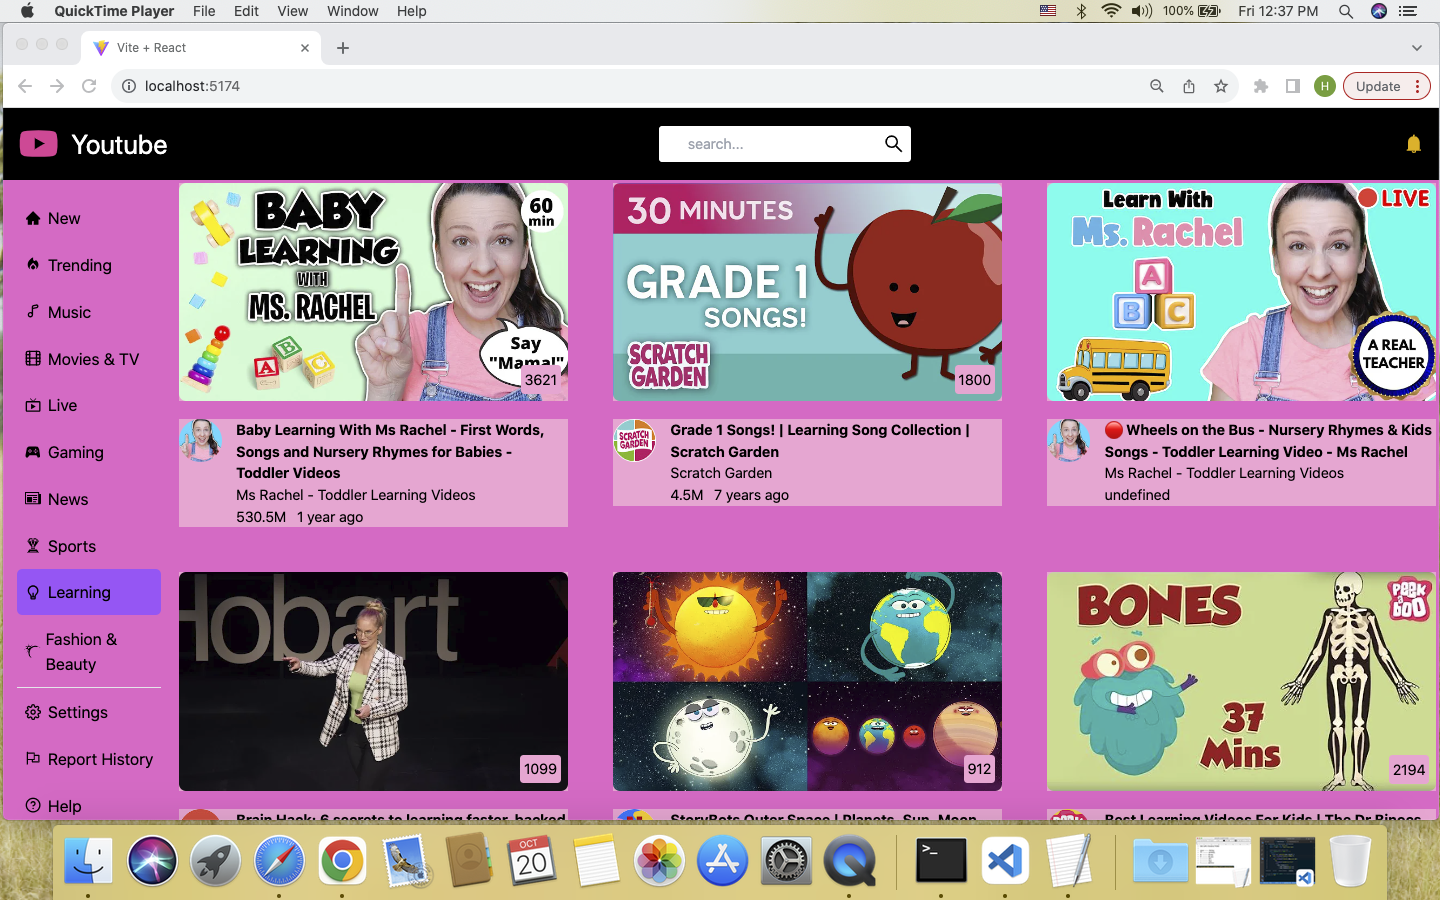 QuickTime Player File Edit View Window Help 100% Fri 12:37 PM
Vite + React
localhost:5174 H Update
Youtube search...
New
Trending
Music
Movies & TV
Live
Gaming
News
Sports
Learning
Fashion &
Beauty
Settings
Report History
Help
BABY
LEARNING
WITH
MS. RACHEL
60
min
Say
"Mama!"
A B C
3621
Baby Learning With Ms Rachel - First Words,
Songs and Nursery Rhymes for Babies -
Toddler Videos
Ms Rachel - Toddler Learning Videos
530.5M 1 year ago
30 MINUTES
GRADE 1
SONGS!
SCRATCH
GARDEN
1800
SCRATCH
GARDEN
Grade 1 Songs! | Learning Song Collection |
Scratch Garden
Scratch Garden
4.5M 7 years ago
Learn With
Ms. Rachel
LIVE
A
B C
A REAL
TEACHER
🔴 Wheels on the Bus - Nursery Rhymes & Kids
Songs - Toddler Learning Video - Ms Rachel
Ms Rachel - Toddler Learning Videos
undefined
Hobart
1099
Brain Hack: 6 secrets to learning faster, backed
912
StoryBots Outer Space | Planets, Sun, Moon,
BONES
PEEK
a
BOO
37
Mins
2194
Best Learning Videos For Kids | The Dr Binocs
OCT
20
>_